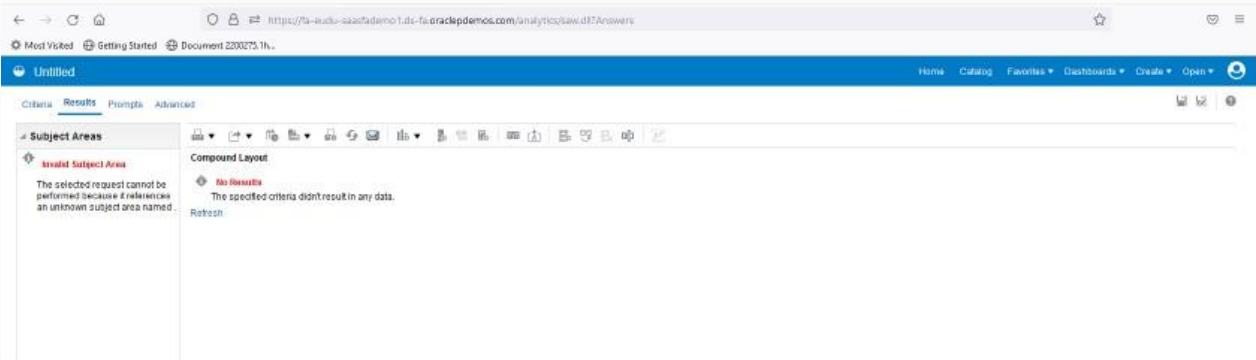 https://fa-eudu-saasfademo1.ds-fa.oraclepdemos.com/analytics/saw.dll?Answers
Most Visited Getting Started Document 2200275.1h...
Untitled
Home Catalog Favorites Dashboards Create Open
Criteria Results Prompts Advanced
Subject Areas
Invalid Subject Area
The selected request cannot be
performed because it references
an unknown subject area named .
Compound Layout
No Results
The specified criteria didn't result in any data.
Refresh